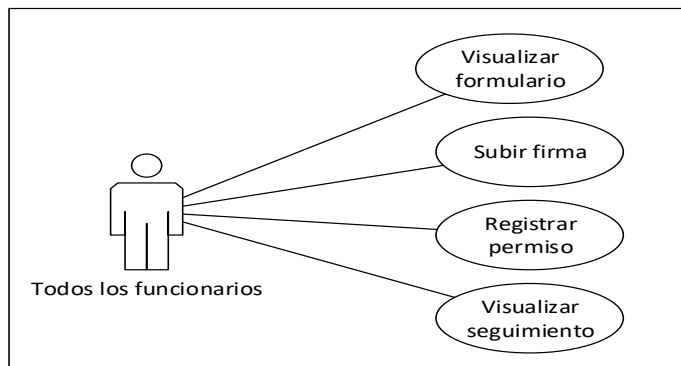 Visualizar
formulario
Subir firma
Registrar
permiso
Todos los funcionarios
Visualizar
seguimiento